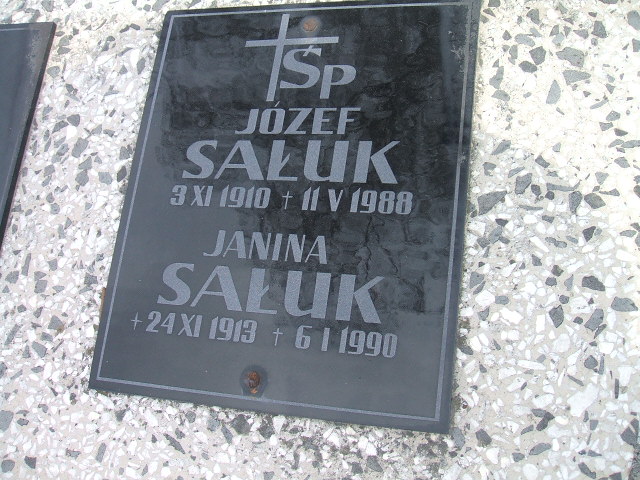 ŚP
JÓZEF
SAŁUK
3 XI 1910 + 11 V 1988
JANINA
SAŁUK
+ 24 XI 1913 + 6 I 1990